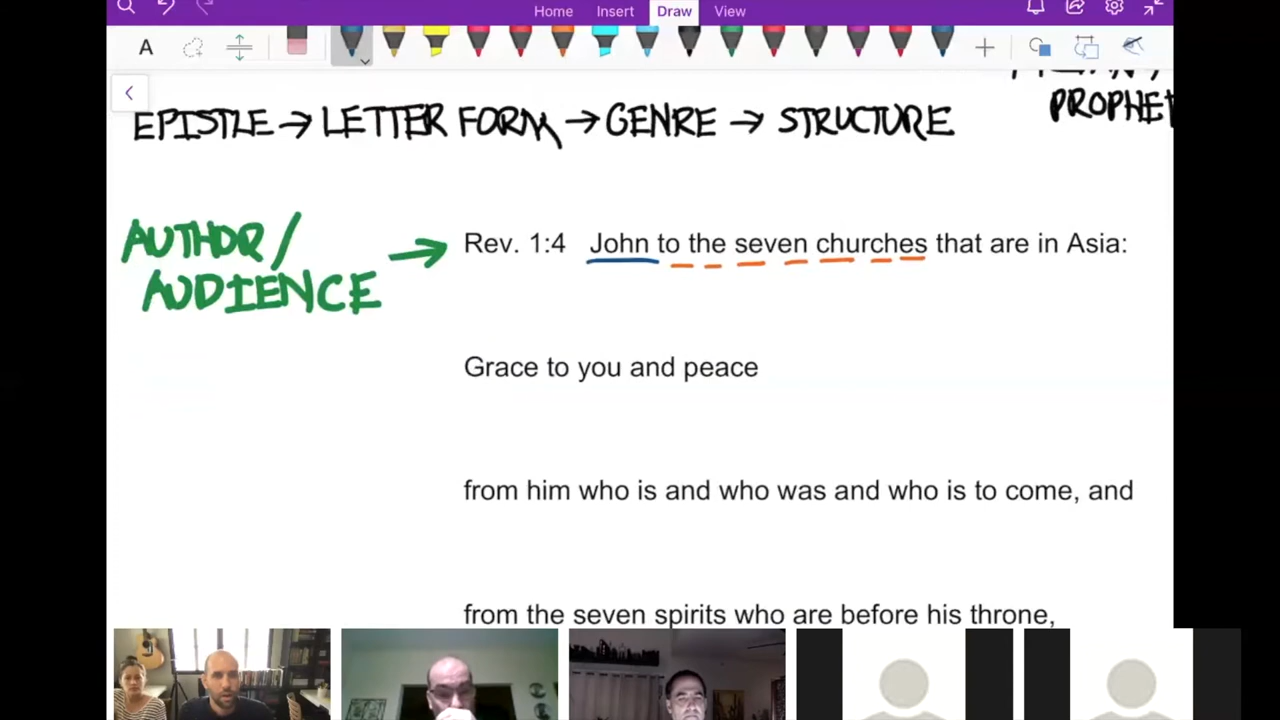 Home Insert Draw View
A
PROPHET
EPISTLE → LETTER FORM → GENRE → STRUCTURE
AUTHOR/
AUDIENCE →
Rev. 1:4 John to the seven churches that are in Asia:
Grace to you and peace
from him who is and who was and who is to come, and
from the seven spirits who are before his throne,